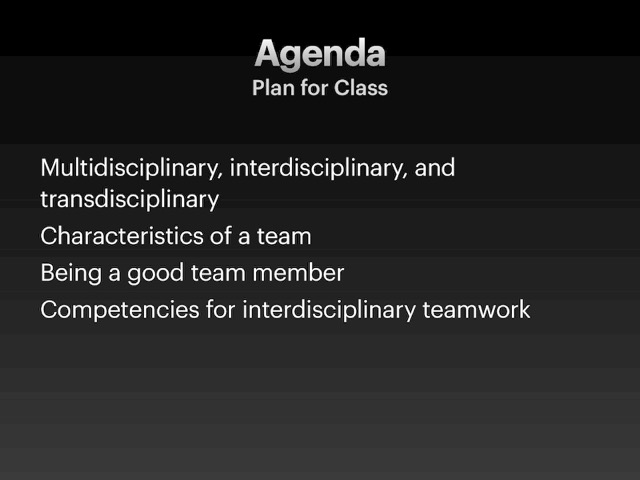 Agenda
Plan for Class
Multidisciplinary, interdisciplinary, and
transdisciplinary
Characteristics of a team
Being a good team member
Competencies for interdisciplinary teamwork